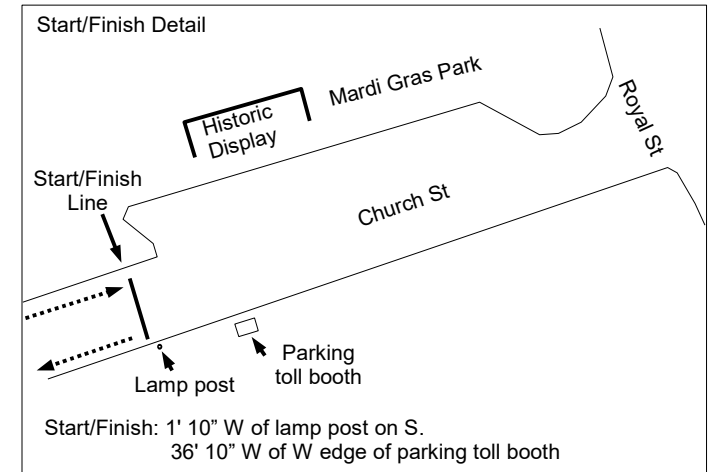 Start/Finish Detail
Mardi Gras Park
Historic
Display
Royal St
Start/Finish
Line
Church St
Parking
toll booth
Lamp post
Start/Finish: 1' 10” W of lamp post on S.
36' 10” W of W edge of parking toll booth